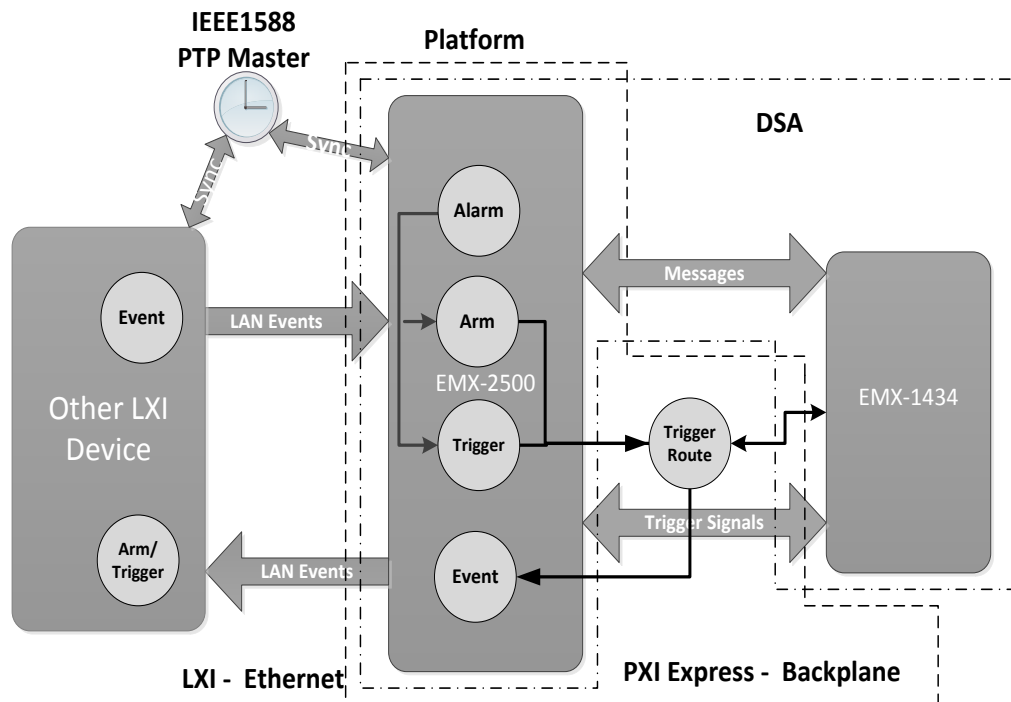 IEEE1588
PTP Master
Platform
DSA
Sync
Sync
Alarm
Messages
Event
LAN Events
Arm
EMX-2500
EMX-1434
Other LXI
Device
Trigger
Trigger
Route
Arm/
Trigger
LAN Events
Event
Trigger Signals
LXI - Ethernet
PXI Express - Backplane